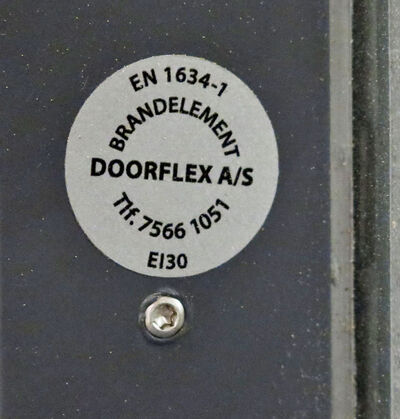 EN 1634-1
BRANDELEMENT
DOORFLEX A/S
Tlf. 7566 1051
EI30